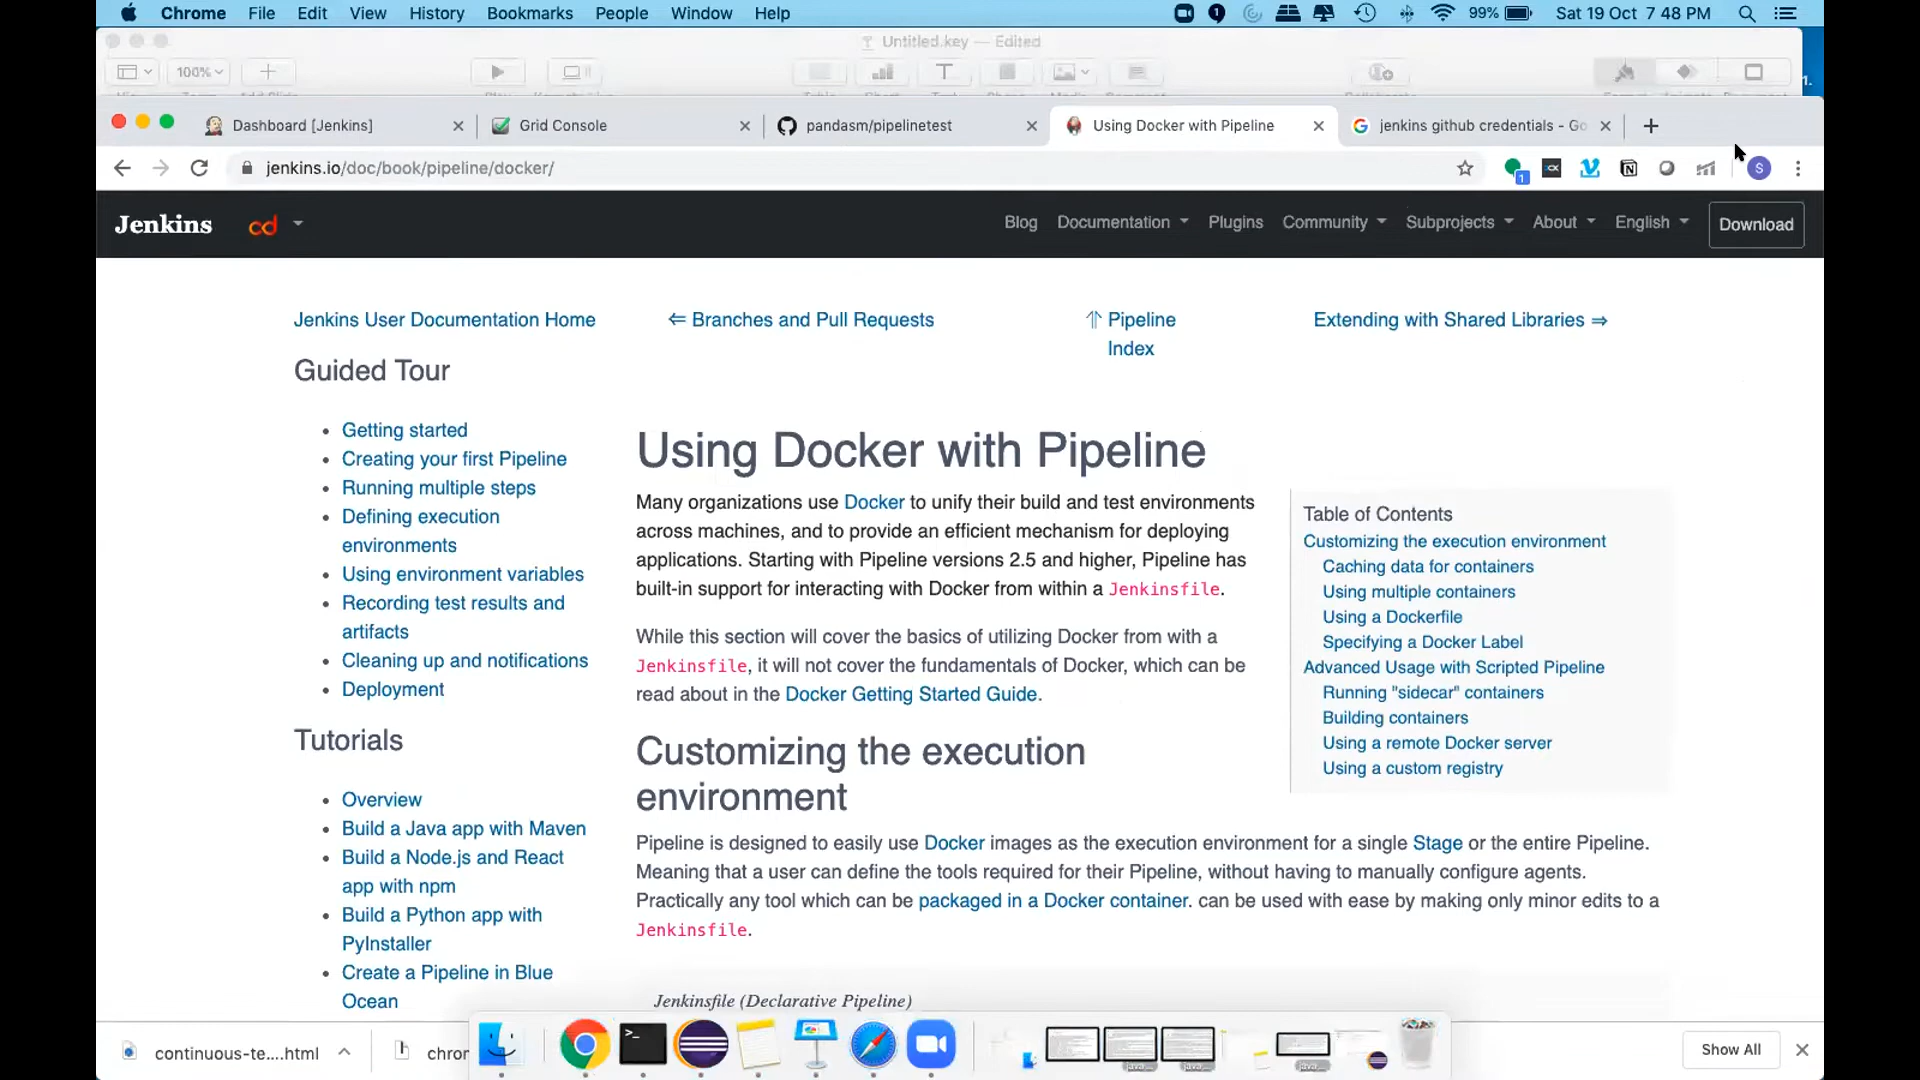 Chrome File Edit View History Bookmarks People Window Help 1 99% Sat 19 Oct 7 48 PM
Untitled.key — Edited
100%
1.
Dashboard [Jenkins] Grid Console pandasm/pipelinetest Using Docker with Pipeline jenkins github credentials - Go
jenkins.io/doc/book/pipeline/docker/ 1 S
Jenkins cd Blog Documentation Plugins Community Subprojects About English Download
Jenkins User Documentation Home ⇐ Branches and Pull Requests ⇑ Pipeline Extending with Shared Libraries ⇒
Index
Guided Tour
Getting started
Creating your first Pipeline
Running multiple steps
Defining execution
environments
Using environment variables
Recording test results and
artifacts
Cleaning up and notifications
Deployment
Tutorials
Overview
Build a Java app with Maven
Build a Node.js and React
app with npm
Build a Python app with
PyInstaller
Create a Pipeline in Blue
Ocean
Using Docker with Pipeline
Many organizations use Docker to unify their build and test environments
across machines, and to provide an efficient mechanism for deploying
applications. Starting with Pipeline versions 2.5 and higher, Pipeline has
built-in support for interacting with Docker from within a Jenkinsfile.
While this section will cover the basics of utilizing Docker from with a
Jenkinsfile, it will not cover the fundamentals of Docker, which can be
read about in the Docker Getting Started Guide.
Customizing the execution
environment
Pipeline is designed to easily use Docker images as the execution environment for a single Stage or the entire Pipeline.
Meaning that a user can define the tools required for their Pipeline, without having to manually configure agents.
Practically any tool which can be packaged in a Docker container. can be used with ease by making only minor edits to a
Jenkinsfile.
Jenkinsfile (Declarative Pipeline)
Table of Contents
Customizing the execution environment
Caching data for containers
Using multiple containers
Using a Dockerfile
Specifying a Docker Label
Advanced Usage with Scripted Pipeline
Running "sidecar" containers
Building containers
Using a remote Docker server
Using a custom registry
continuous-te....html chror Show All